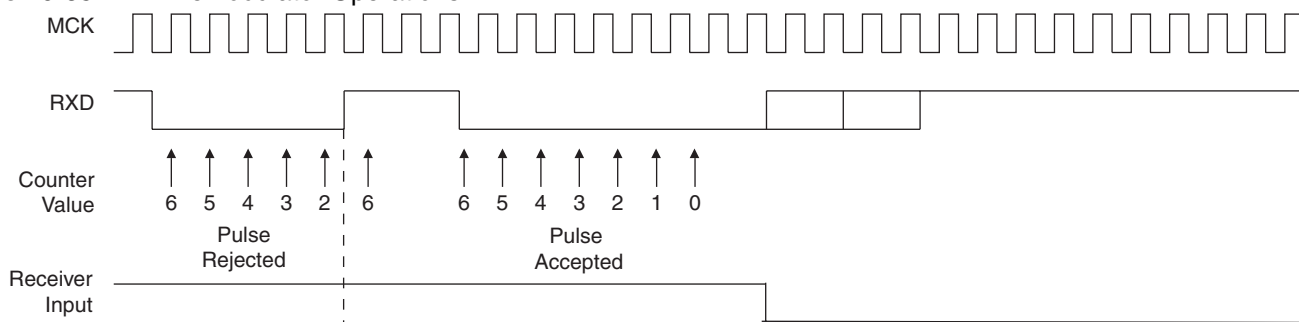 MCK
RXD
Counter
Value
6 5 4 3 2 6 6 5 4 3 2 1 0
Pulse
Rejected
Pulse
Accepted
Receiver
Input